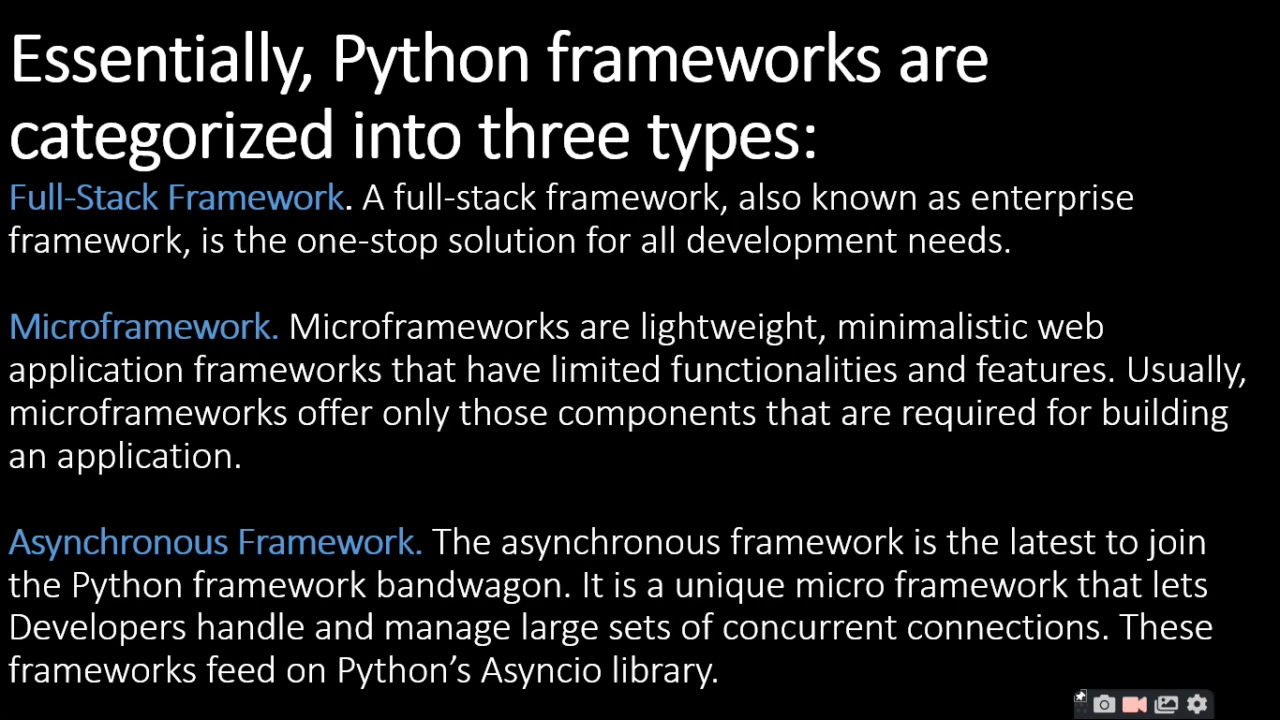 Essentially, Python frameworks are
categorized into three types:
Full-Stack Framework. A full-stack framework, also known as enterprise
framework, is the one-stop solution for all development needs.
Microframework. Microframeworks are lightweight, minimalistic web
application frameworks that have limited functionalities and features. Usually,
microframeworks offer only those components that are required for building
an application.
Asynchronous Framework. The asynchronous framework is the latest to join
the Python framework bandwagon. It is a unique micro framework that lets
Developers handle and manage large sets of concurrent connections. These
frameworks feed on Python’s Asyncio library.